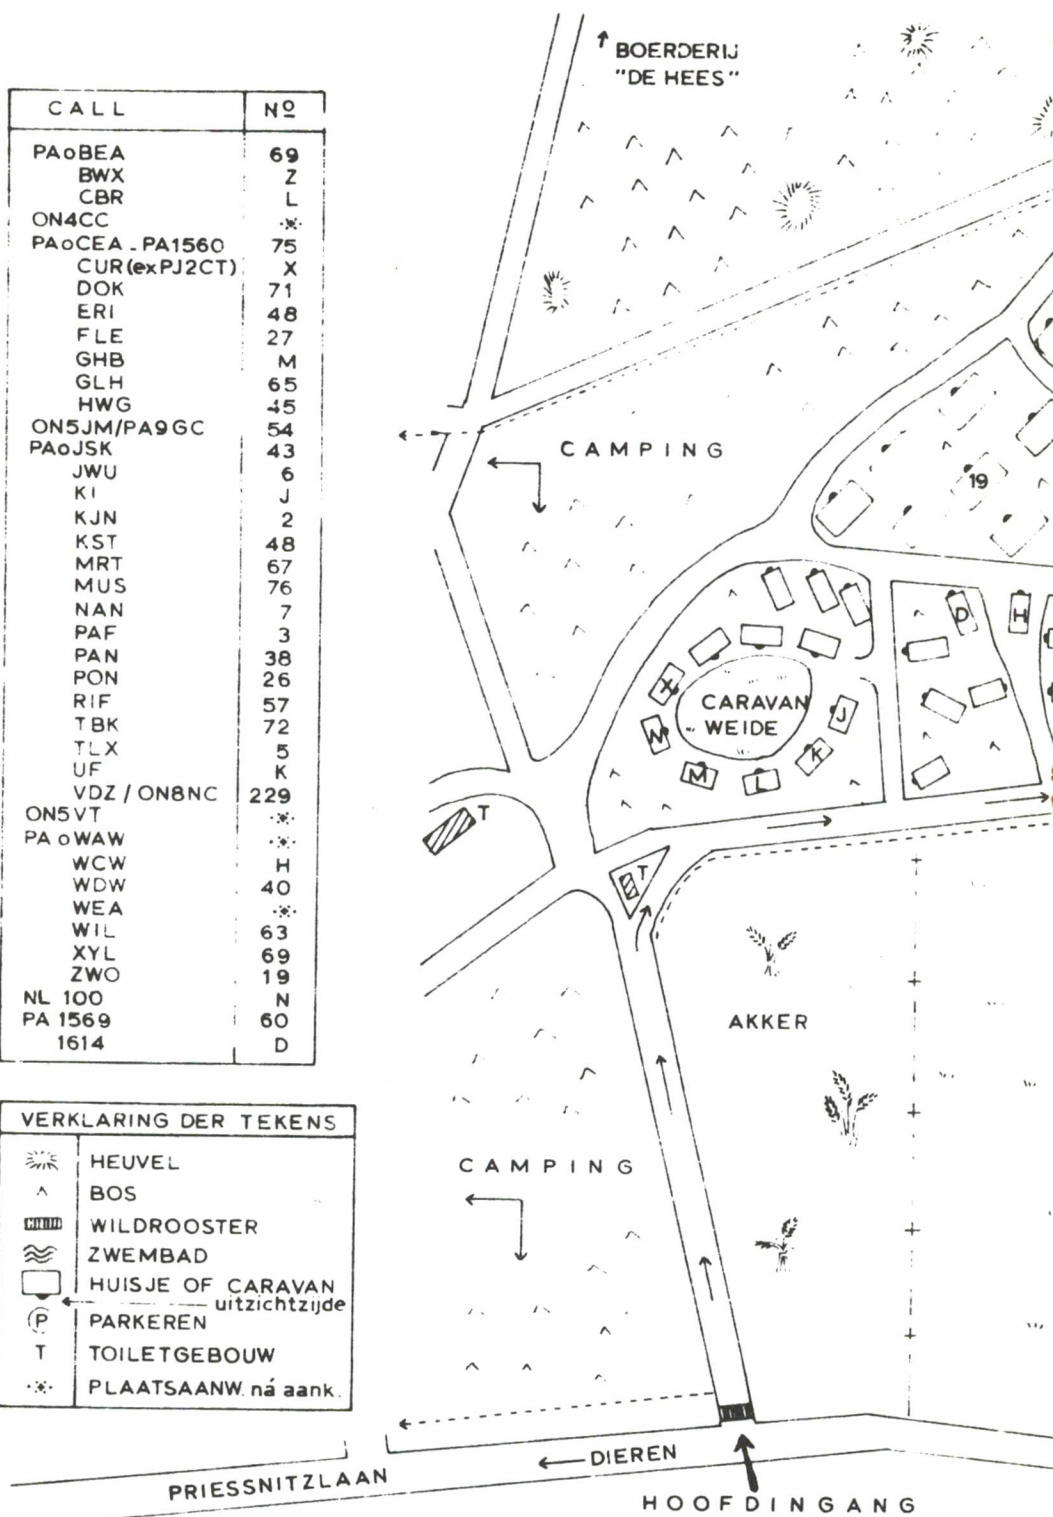 CALL Nº
PAoBEA 69
BWX Z
CBR L
ON4CC ·※·
PAoCEA - PA1560 75
CUR (ex PJ2CT) X
DOK 71
ERI 48
FLE 27
GHB M
GLH 65
HWG 45
ON5JM/PA9GC 54
PAoJSK 43
JWU 6
KI J
KJN 2
KST 48
MRT 67
MUS 76
NAN 7
PAF 3
PAN 38
PON 26
RIF 57
TBK 72
TLX 5
UF K
VDZ / ON8NC 229
ON5VT ·※·
PAoWAW ·※·
WCW H
WDW 40
WEA ·※·
WIL 63
XYL 69
ZWO 19
NL 100 N
PA 1569 60
1614 D
VERKLARING DER TEKENS
HEUVEL
BOS
WILDROOSTER
ZWEMBAD
HUISJE OF CARAVAN
uitzichtzijde
P PARKEREN
T TOILETGEBOUW
·※· PLAATSAANW. ná aank.
BOERDERIJ
"DE HEES"
CAMPING
19
D H
CARAVAN
WEIDE
X
N
M
L
K
J
T
T
AKKER
CAMPING
DIEREN
PRIESSNITZLAAN
HOOFDINGANG